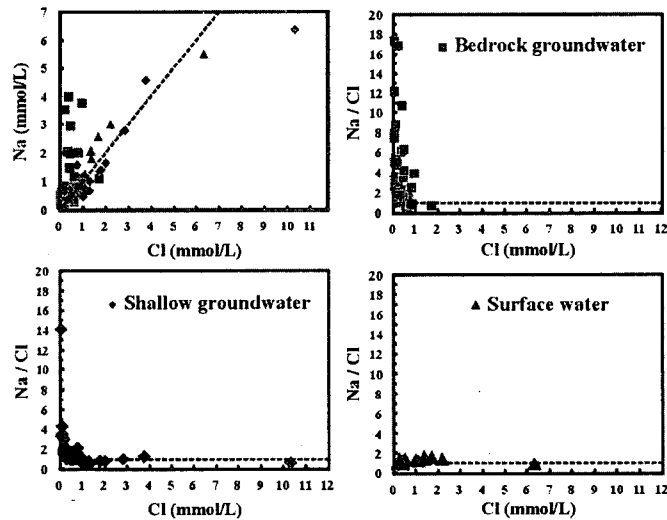 7
6
5
4
3
2
1
0
Na (mmol/L)
0 1 2 3 4 5 6 7 8 9 10 11
Cl (mmol/L)
20
18
16
14
12
10
8
6
4
2
0
Na / Cl
Bedrock groundwater
0 1 2 3 4 5 6 7 8 9 10 11 12
Cl (mmol/L)
20
18
16
14
12
10
8
6
4
2
0
Na / Cl
Shallow groundwater
0 1 2 3 4 5 6 7 8 9 10 11 12
Cl (mmol/L)
20
18
16
14
12
10
8
6
4
2
0
Na / Cl
Surface water
0 1 2 3 4 5 6 7 8 9 10 11 12
Cl (mmol/L)